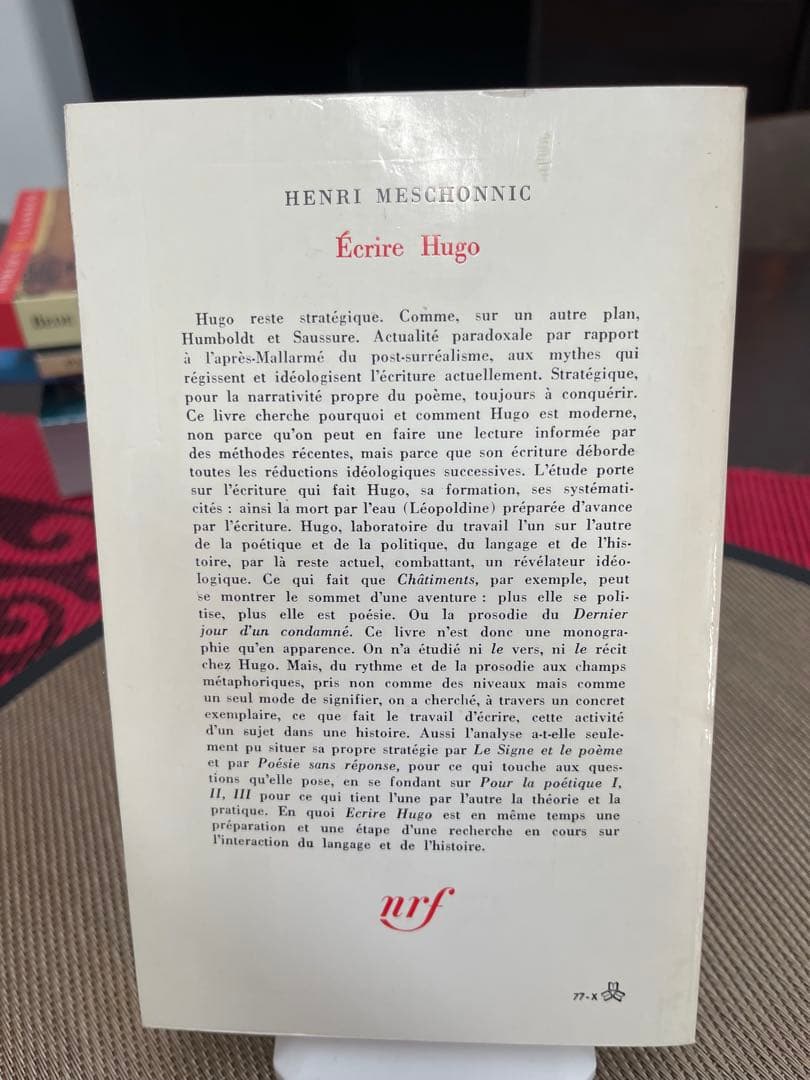 HENRI MESCHONNIC
Écrire Hugo
Hugo reste stratégique. Comme, sur un autre plan,
Humboldt et Saussure. Actualité paradoxale par rapport
à l'après-Mallarmé du post-surréalisme, aux mythes qui
régissent et idéologisent l'écriture actuellement. Stratégique,
pour la narrativité propre du poème, toujours à conquérir.
Ce livre cherche pourquoi et comment Hugo est moderne,
non parce qu'on peut en faire une lecture informée par
des méthodes récentes, mais parce que son écriture déborde
toutes les réductions idéologiques successives. L'étude porte
sur l'écriture qui fait Hugo, sa formation, ses systémati-
cités : ainsi la mort par l'eau (Léopoldine) préparée d'avance
par l'écriture. Hugo, laboratoire du travail l'un sur l'autre
de la poétique et de la politique, du langage et de l'his-
toire, par là reste actuel, combattant, un révélateur idéo-
logique. Ce qui fait que Châtiments, par exemple, peut
se montrer le sommet d'une aventure : plus elle se poli-
tise, plus elle est poésie. Ou la prosodie du Dernier
jour d'un condamné. Ce livre n'est donc une monogra-
phie qu'en apparence. On n'a étudié ni le vers, ni le récit
chez Hugo. Mais, du rythme et de la prosodie aux champs
métaphoriques, pris non comme des niveaux mais comme
un seul mode de signifier, on a cherché, à travers un concret
exemplaire, ce que fait le travail d'écrire, cette activité
d'un sujet dans une histoire. Aussi l'analyse a-t-elle seule-
ment pu situer sa propre stratégie par Le Signe et le poème
et par Poésie sans réponse, pour ce qui touche aux ques-
tions qu'elle pose, en se fondant sur Pour la poétique I,
II, III pour ce qui tient l'une par l'autre la théorie et la
pratique. En quoi Ecrire Hugo est en même temps une
préparation et une étape d'une recherche en cours sur
l'interaction du langage et de l'histoire.
nrf
77-X